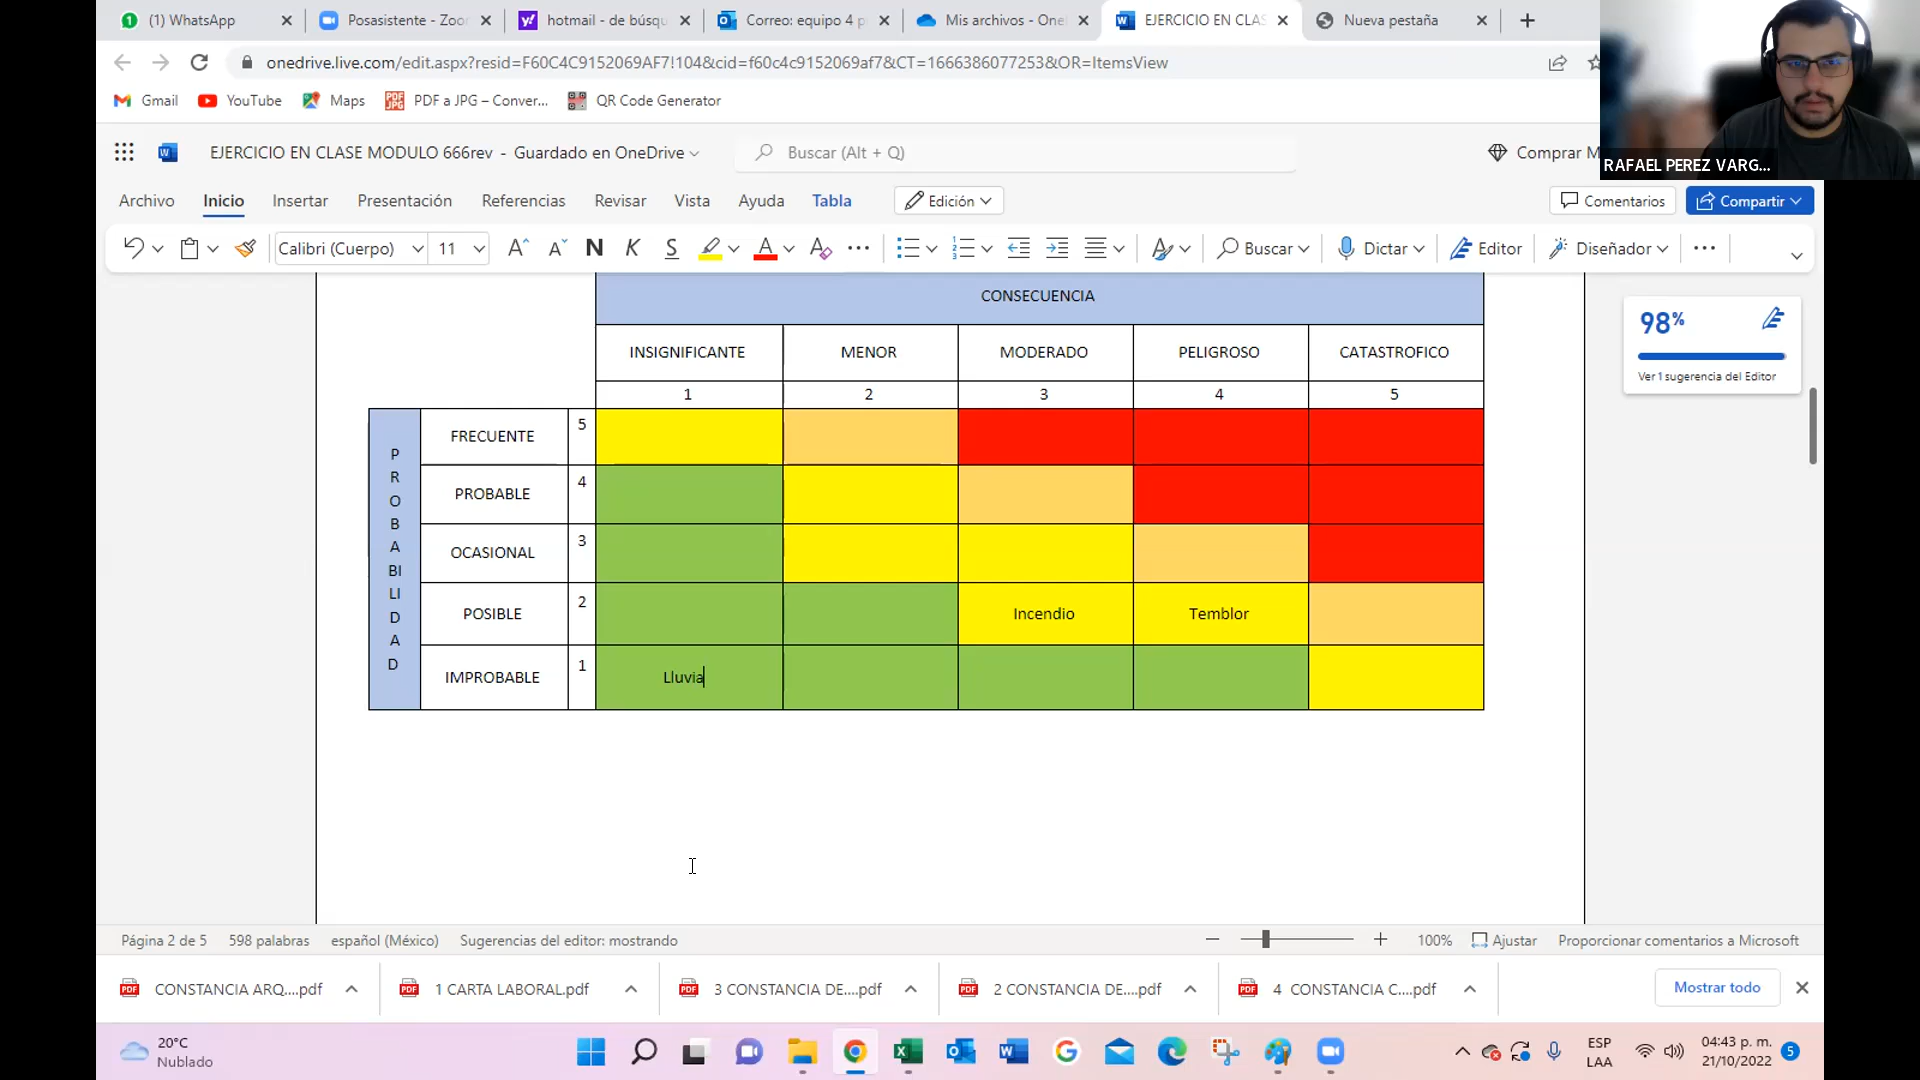 (1) WhatsApp
Posasistente - Zoo
hotmail - de búsqu
Correo: equipo 4 p
Mis archivos - One
EJERCICIO EN CLAS
Nueva pestaña
onedrive.live.com/edit.aspx?resid=F60C4C9152069AF7!104&cid=f60c4c9152069af7&CT=1666386077253&OR=ItemsView
Gmail
YouTube
Maps
PDF a JPG – Conver...
QR Code Generator
RAFAEL PEREZ VARG...
EJERCICIO EN CLASE MODULO 666rev - Guardado en OneDrive
Buscar (Alt + Q)
Comprar M
Archivo
Inicio
Insertar
Presentación
Referencias
Revisar
Vista
Ayuda
Tabla
Edición
Comentarios
Compartir
Calibri (Cuerpo)
11
N
K
S
Buscar
Dictar
Editor
Diseñador
98%
Ver 1 sugerencia del Editor
CONSECUENCIA
INSIGNIFICANTE
MENOR
MODERADO
PELIGROSO
CATASTROFICO
1
2
3
4
5
P
R
O
B
A
BI
LI
D
A
D
FRECUENTE 5
PROBABLE 4
OCASIONAL 3
POSIBLE 2
Incendio
Temblor
IMPROBABLE 1
Lluvia
Página 2 de 5
598 palabras
español (México)
Sugerencias del editor: mostrando
100%
Ajustar
Proporcionar comentarios a Microsoft
CONSTANCIA ARQ....pdf
1 CARTA LABORAL.pdf
3 CONSTANCIA DE....pdf
2 CONSTANCIA DE....pdf
4 CONSTANCIA C....pdf
Mostrar todo
20°C
Nublado
ESP
LAA
04:43 p. m.
21/10/2022
5